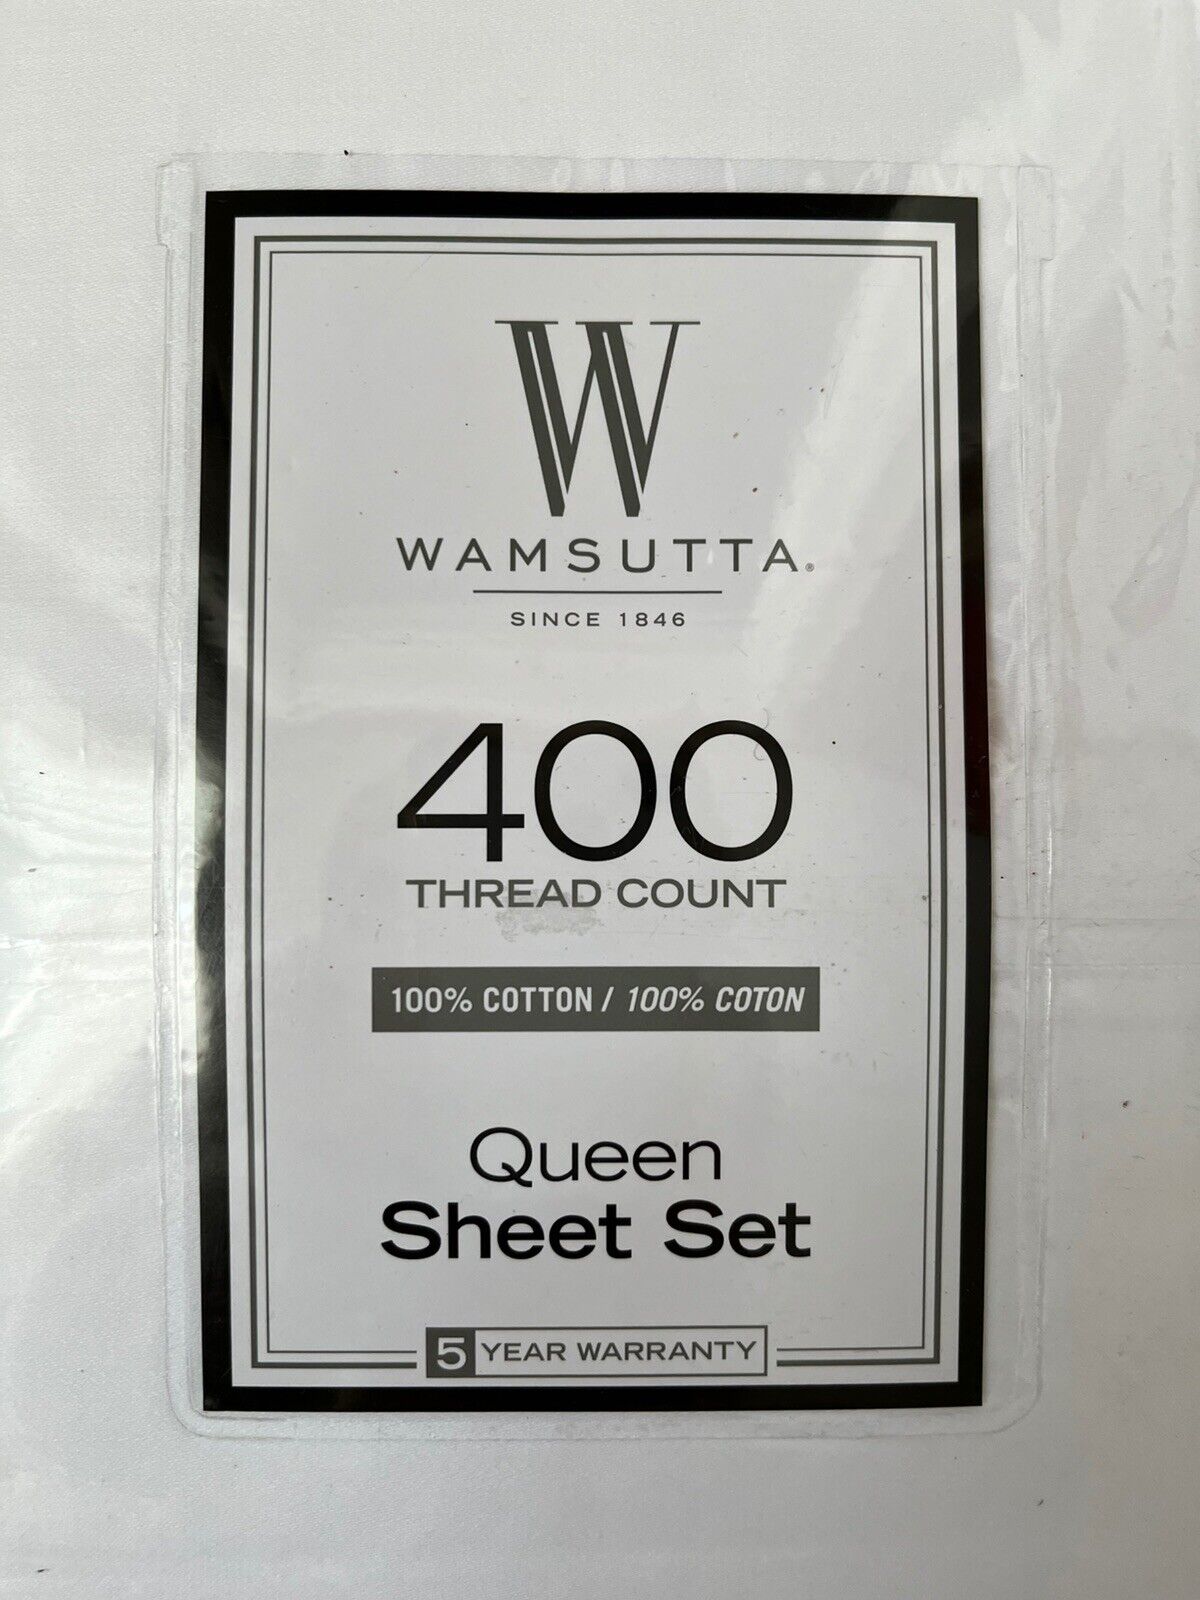 W
WAMSUTTA®
SINCE 1846
400
THREAD COUNT
100% COTTON / 100% COTON
Queen
Sheet Set
5 YEAR WARRANTY